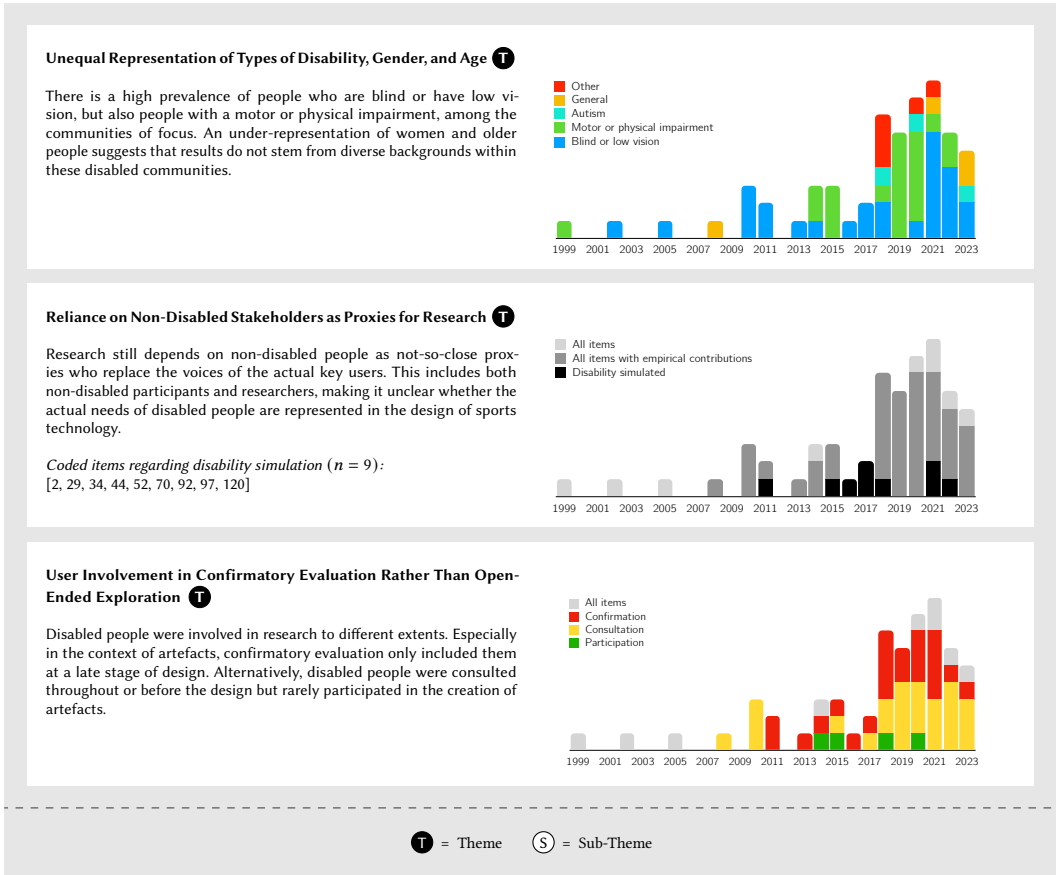 Unequal Representation of Types of Disability, Gender, and Age T
There is a high prevalence of people who are blind or have low vi-
sion, but also people with a motor or physical impairment, among the
communities of focus. An under-representation of women and older
people suggests that results do not stem from diverse backgrounds within
these disabled communities.
Other
General
Autism
Motor or physical impairment
Blind or low vision
1999 2001 2003 2005 2007 2009 2011 2013 2015 2017 2019 2021 2023
Reliance on Non-Disabled Stakeholders as Proxies for Research T
Research still depends on non-disabled people as not-so-close prox-
ies who replace the voices of the actual key users. This includes both
non-disabled participants and researchers, making it unclear whether the
actual needs of disabled people are represented in the design of sports
technology.
Coded items regarding disability simulation (n = 9):
[2, 29, 34, 44, 52, 70, 92, 97, 120]
All items
All items with empirical contributions
Disability simulated
1999 2001 2003 2005 2007 2009 2011 2013 2015 2017 2019 2021 2023
User Involvement in Confirmatory Evaluation Rather Than Open-
Ended Exploration T
Disabled people were involved in research to different extents. Especially
in the context of artefacts, confirmatory evaluation only included them
at a late stage of design. Alternatively, disabled people were consulted
throughout or before the design but rarely participated in the creation of
artefacts.
All items
Confirmation
Consultation
Participation
1999 2001 2003 2005 2007 2009 2011 2013 2015 2017 2019 2021 2023
T = Theme S = Sub-Theme